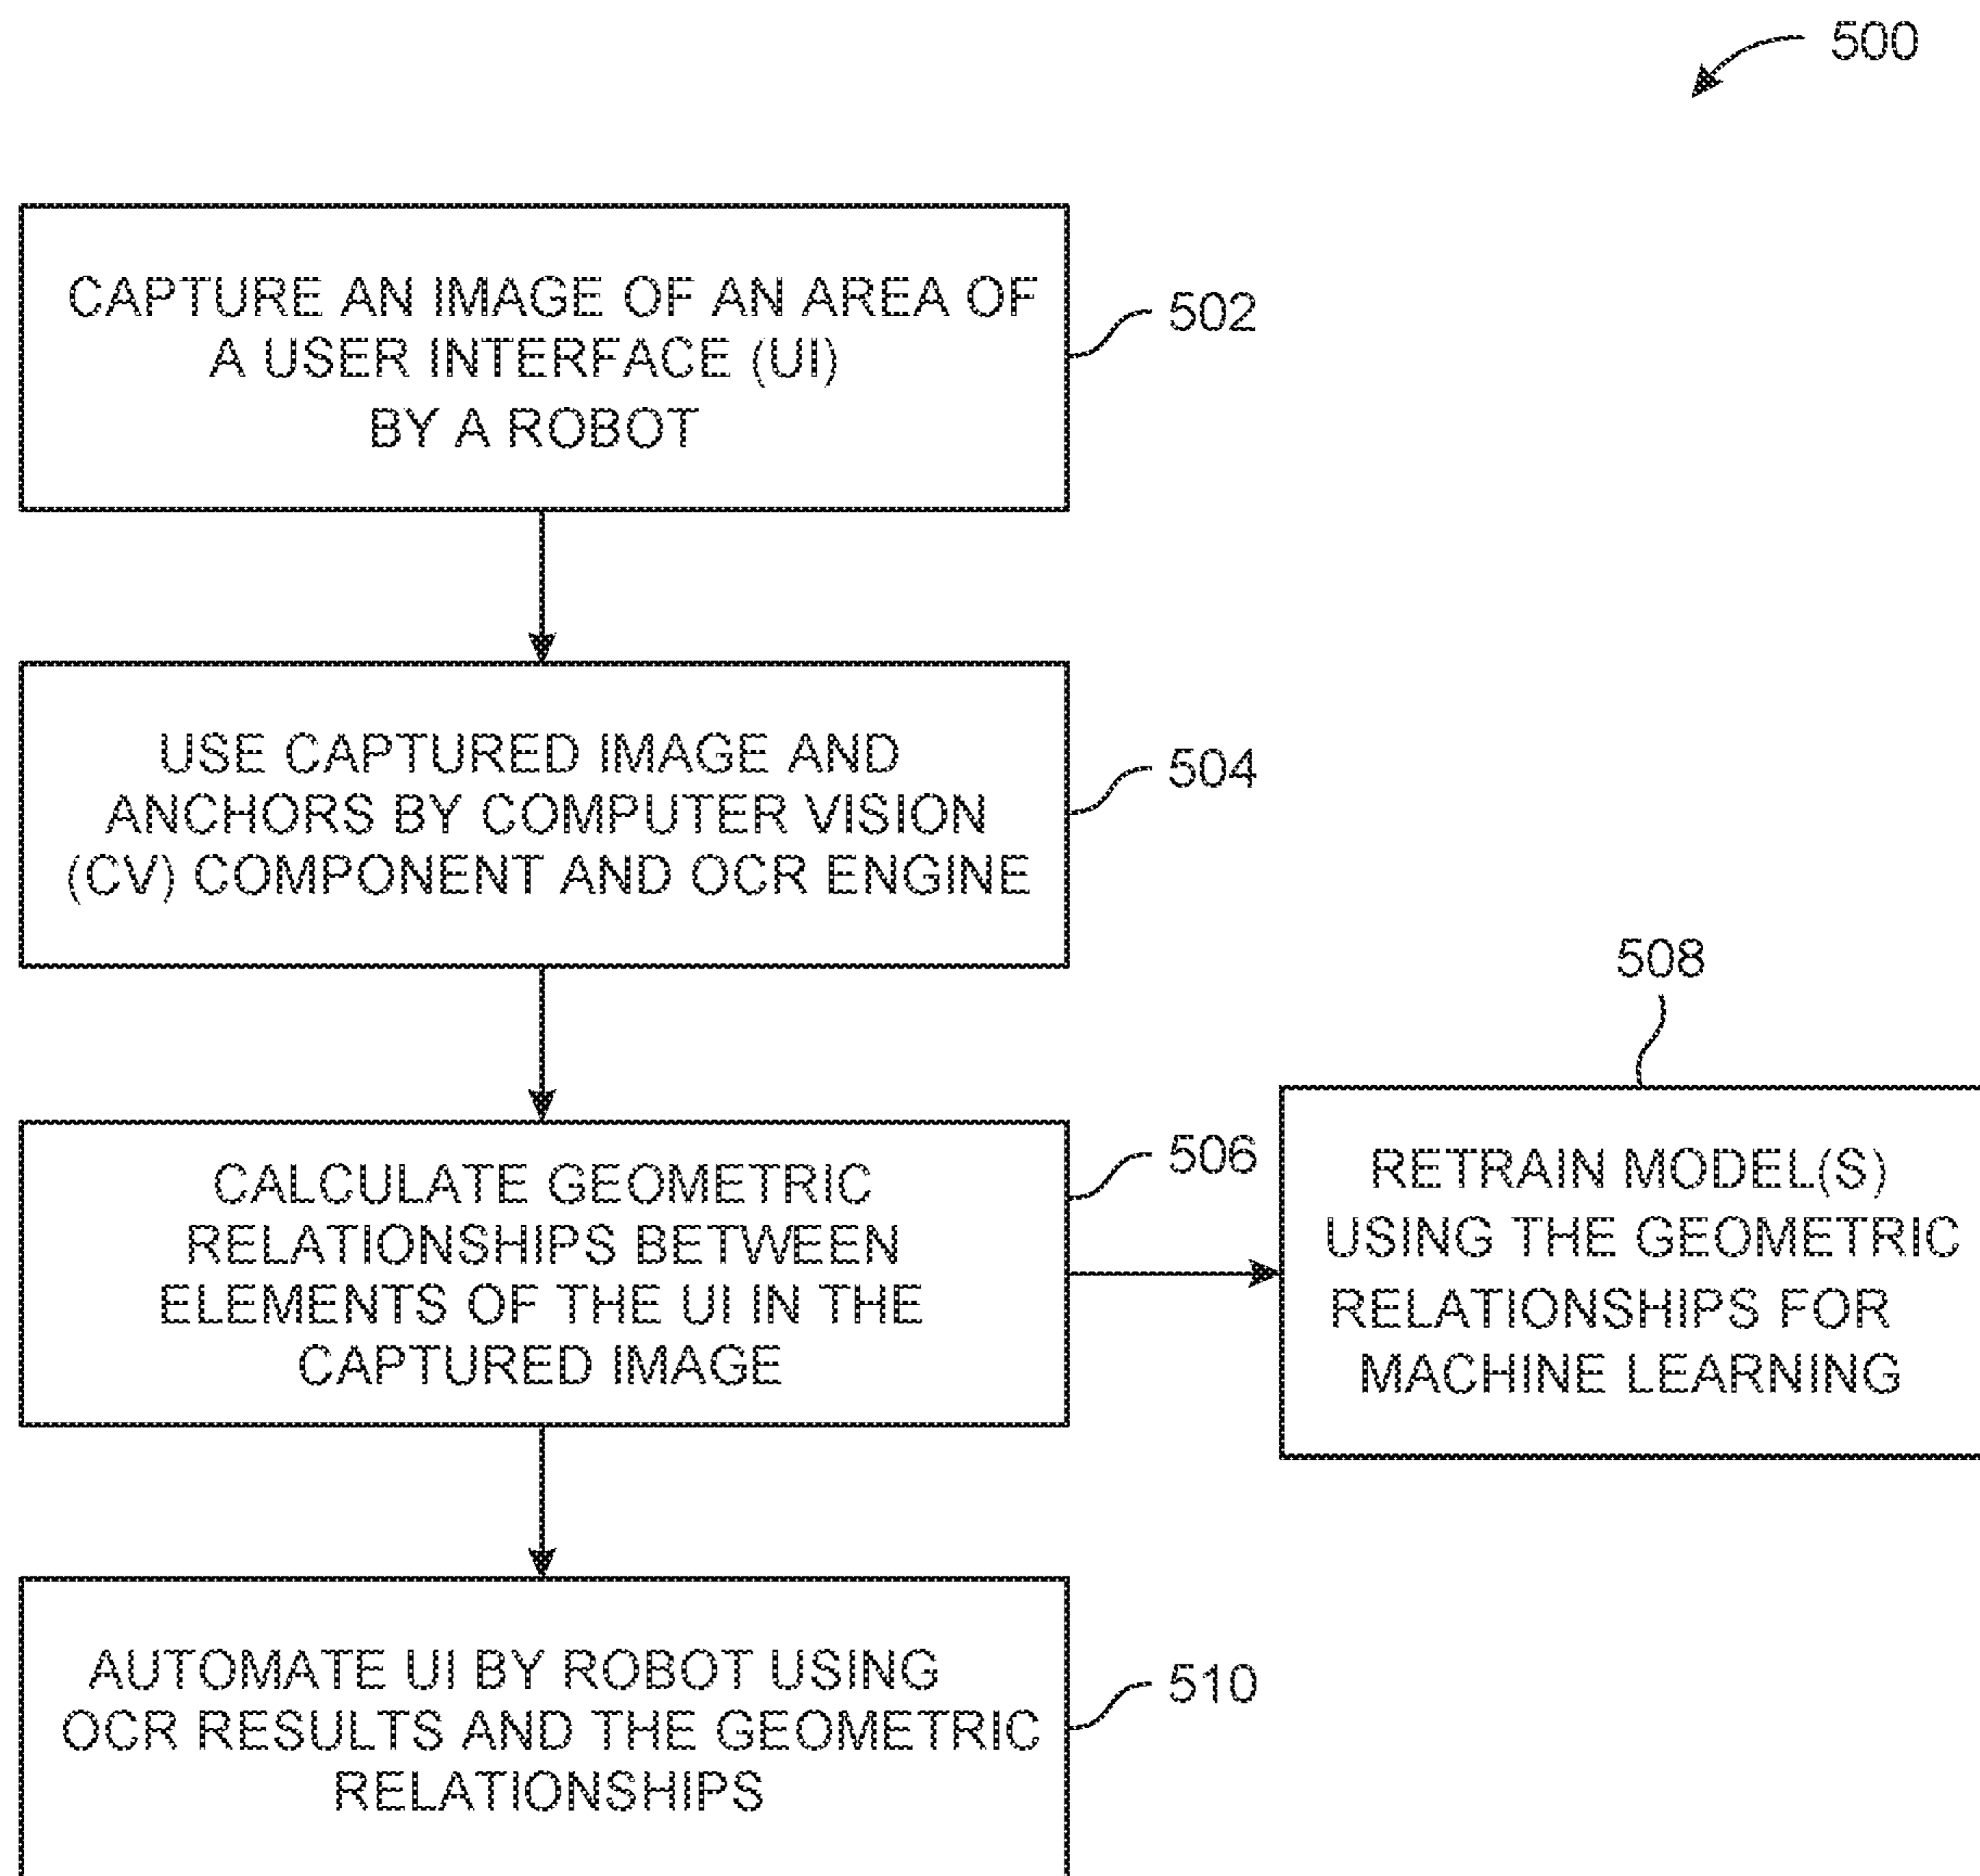 500
CAPTURE AN IMAGE OF AN AREA OF
A USER INTERFACE (UI)
BY A ROBOT
502
USE CAPTURED IMAGE AND
ANCHORS BY COMPUTER VISION
(CV) COMPONENT AND OCR ENGINE
504
CALCULATE GEOMETRIC
RELATIONSHIPS BETWEEN
ELEMENTS OF THE UI IN THE
CAPTURED IMAGE
506
508
RETRAIN MODEL(S)
USING THE GEOMETRIC
RELATIONSHIPS FOR
MACHINE LEARNING
AUTOMATE UI BY ROBOT USING
OCR RESULTS AND THE GEOMETRIC
RELATIONSHIPS
510